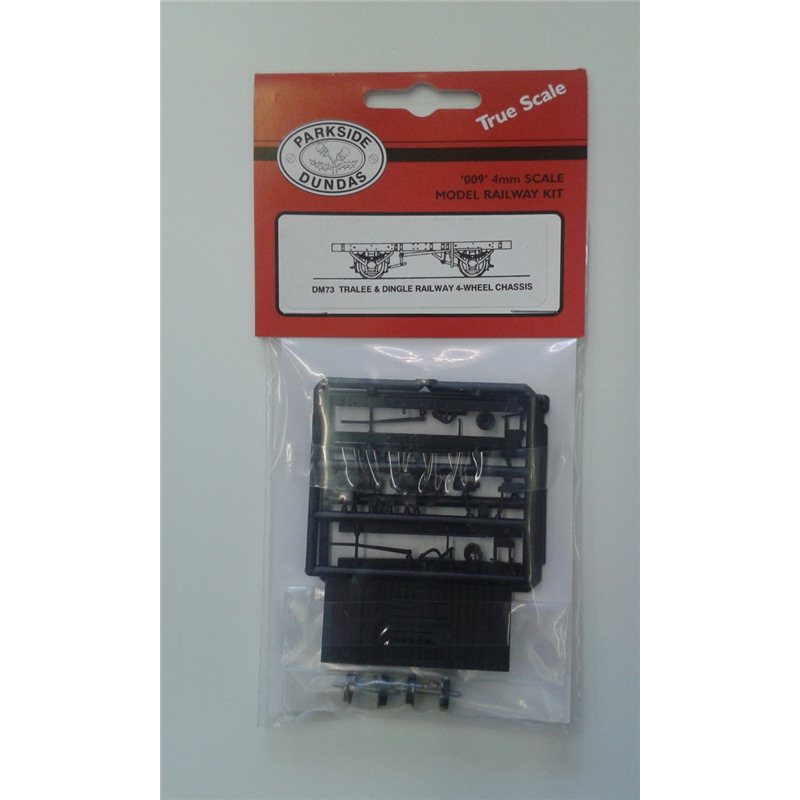 True Scale
PARKSIDE
DUNDAS
'009' 4mm SCALE
MODEL RAILWAY KIT
DM73 TRALEE & DINGLE RAILWAY 4-WHEEL CHASSIS